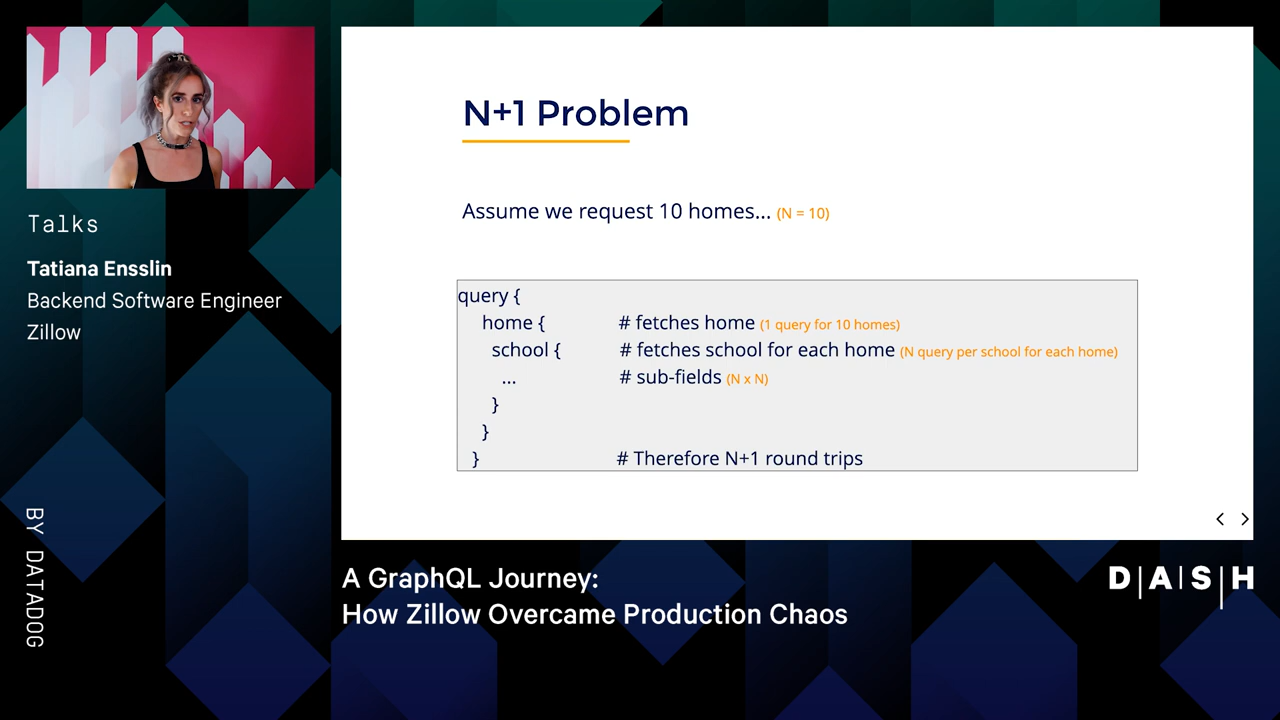 Talks
Tatiana Ensslin
Backend Software Engineer
Zillow
BY DATADOG
N+1 Problem
Assume we request 10 homes... (N = 10)
query {
home { # fetches home (1 query for 10 homes)
school { # fetches school for each home (N query per school for each home)
... # sub-fields (N x N)
}
}
} # Therefore N+1 round trips
A GraphQL Journey:
How Zillow Overcame Production Chaos
D|A|S|H